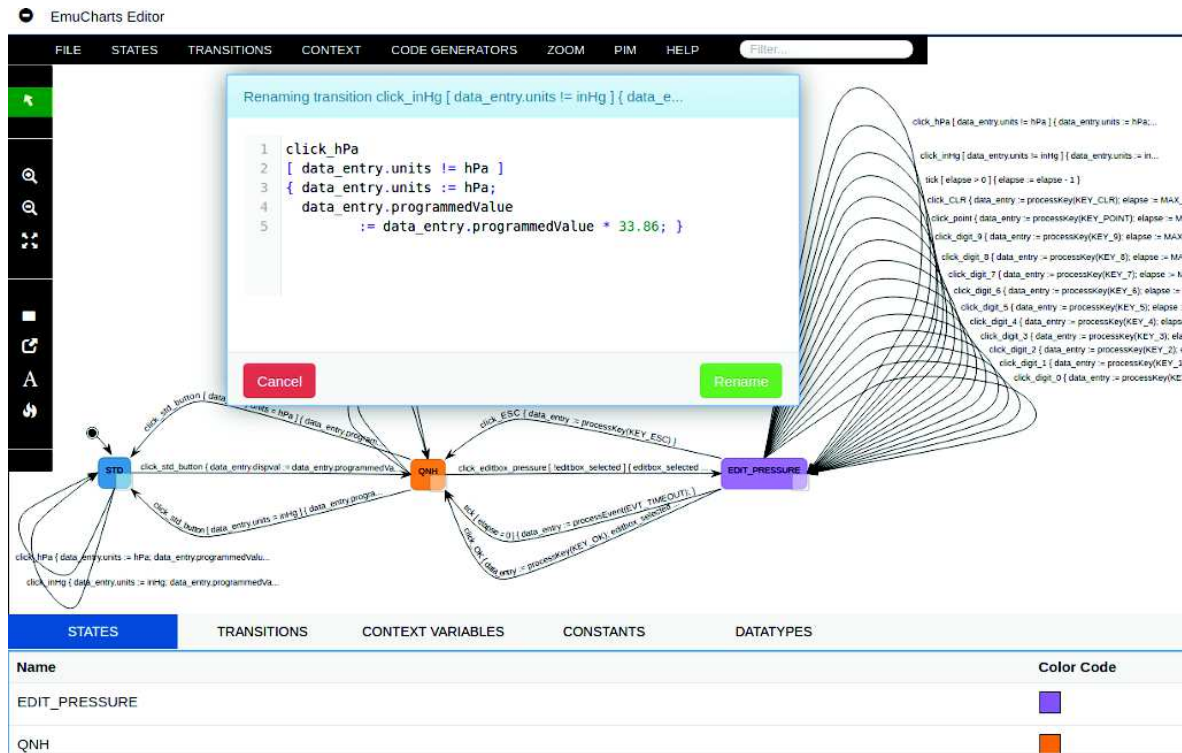 EmuCharts Editor
FILE STATES TRANSITIONS CONTEXT CODE GENERATORS ZOOM PIM HELP Filter...
Renaming transition click_inHg [ data_entry.units != inHg ] { data_e...
1 click_hPa
2 [ data_entry.units != hPa ]
3 { data_entry.units := hPa;
4 data_entry.programmedValue
5 := data_entry.programmedValue * 33.86; }
Cancel Rename
A
click_hPa [ data_entry.units != hPa ] { data_entry.units := hPa;...
click_inHg [ data_entry.units != inHg ] { data_entry.units := in...
tick [ elapse > 0 ] { elapse := elapse - 1 }
click_CLR { data_entry := processKey(KEY_CLR); elapse := MAX_
click_point { data_entry := processKey(KEY_POINT); elapse := M
click_digit_9 { data_entry := processKey(KEY_9); elapse := MAX
click_digit_8 { data_entry := processKey(KEY_8); elapse := MA
click_digit_7 { data_entry := processKey(KEY_7); elapse := M
click_digit_6 { data_entry := processKey(KEY_6); elapse :=
click_digit_5 { data_entry := processKey(KEY_5); elapse :
click_digit_4 { data_entry := processKey(KEY_4); elaps
click_digit_3 { data_entry := processKey(KEY_3); ela
click_digit_2 { data_entry := processKey(KEY_2);
click_digit_1 { data_entry := processKey(KEY_1
click_digit_0 { data_entry := processKey(KE
click_std_button [ data_
units = hPa ] { data_entry.program...
click_ESC { data_entry := processKey(KEY_ESC) }
STD
click_std_button { data_entry.dispval := data_entry.programmedVa...
QNH
click_editbox_pressure [ !editbox_selected ] { editbox_selected ...
EDIT_PRESSURE
click_std_button [ data_entry.units = inHg ] { data_entry.progra...
tick [ elapse = 0 ] { data_entry := processEvent(EVT_TIMEOUT); }
click_OK { data_entry := processKey(KEY_OK); editbox_selected ...
click_hPa { data_entry.units := hPa; data_entry.programmedValu...
click_inHg { data_entry.units := inHg; data_entry.programmedVa...
STATES TRANSITIONS CONTEXT VARIABLES CONSTANTS DATATYPES
Name Color Code
EDIT_PRESSURE
QNH